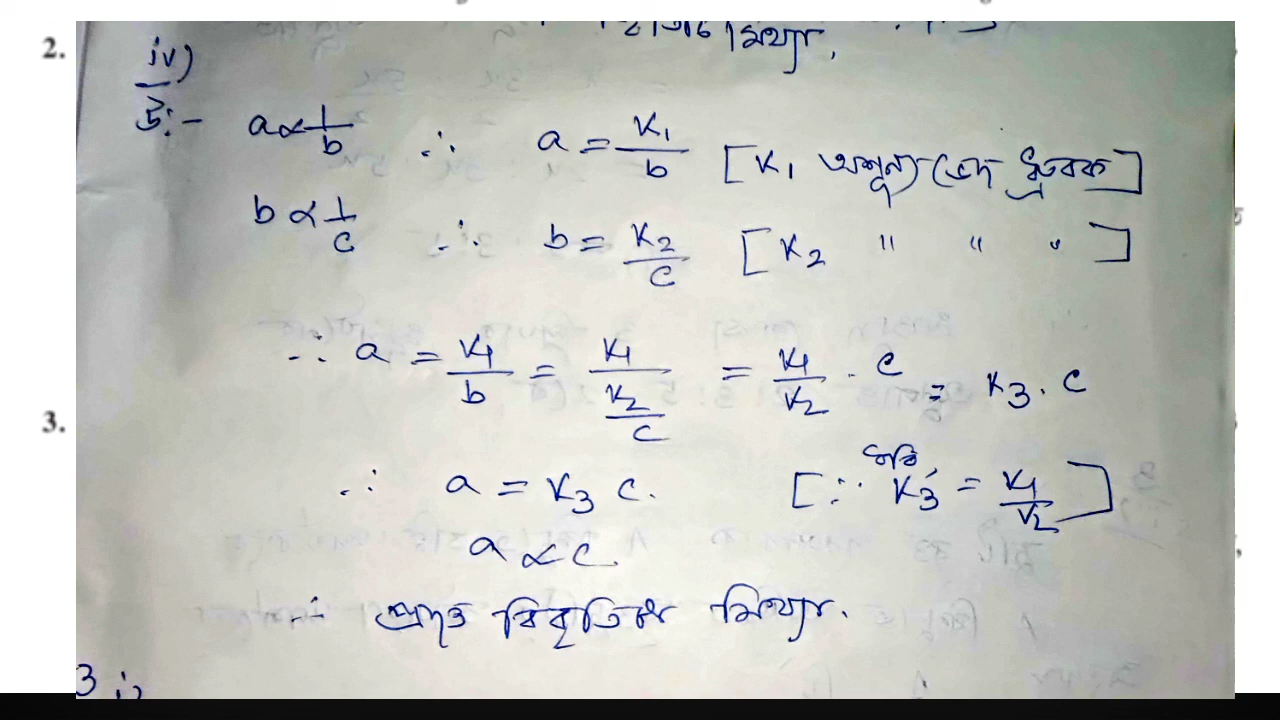 2.
মিথ্যা.
iv)
উ:-
a ∝ 1/b ∴ a = K₁/b [K₁ অশূন্য ভেদ ধ্রুবক]
b ∝ 1/c ∴ b = K₂/c [K₂ " " "]
∴ a = K₁/b = K₁/(K₂/c) = K₁/K₂ . c = K₃ . c
3.
ধরি,
∴ a = K₃ c. [∵ K₃ = K₁/K₂]
a ∝ c
∴ প্রদত্ত বিবৃতিটি মিথ্যা.
3 i)